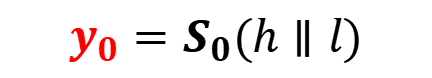 y₀ = S₀(h ∥ l)